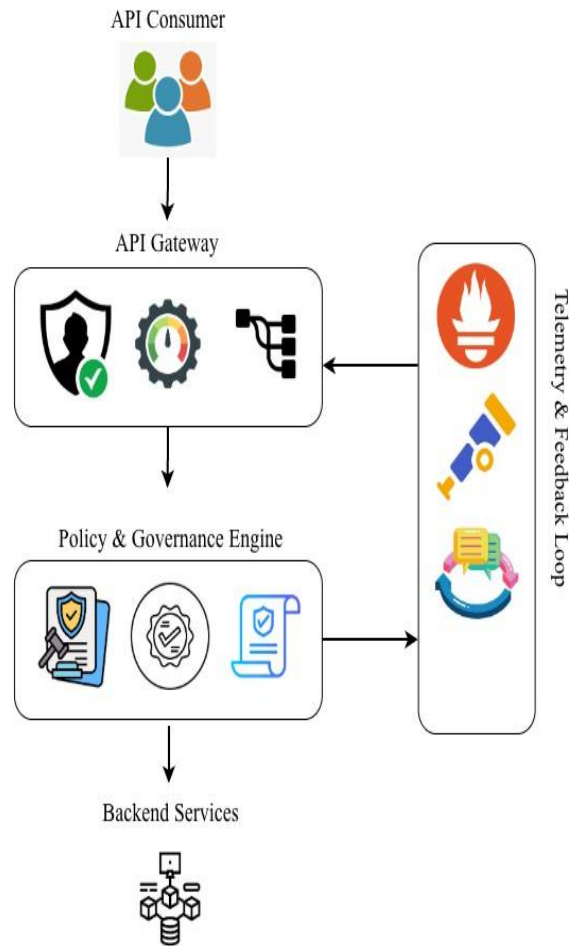 API Consumer
API Gateway
Telemetry & Feedback Loop
Policy & Governance Engine
Backend Services